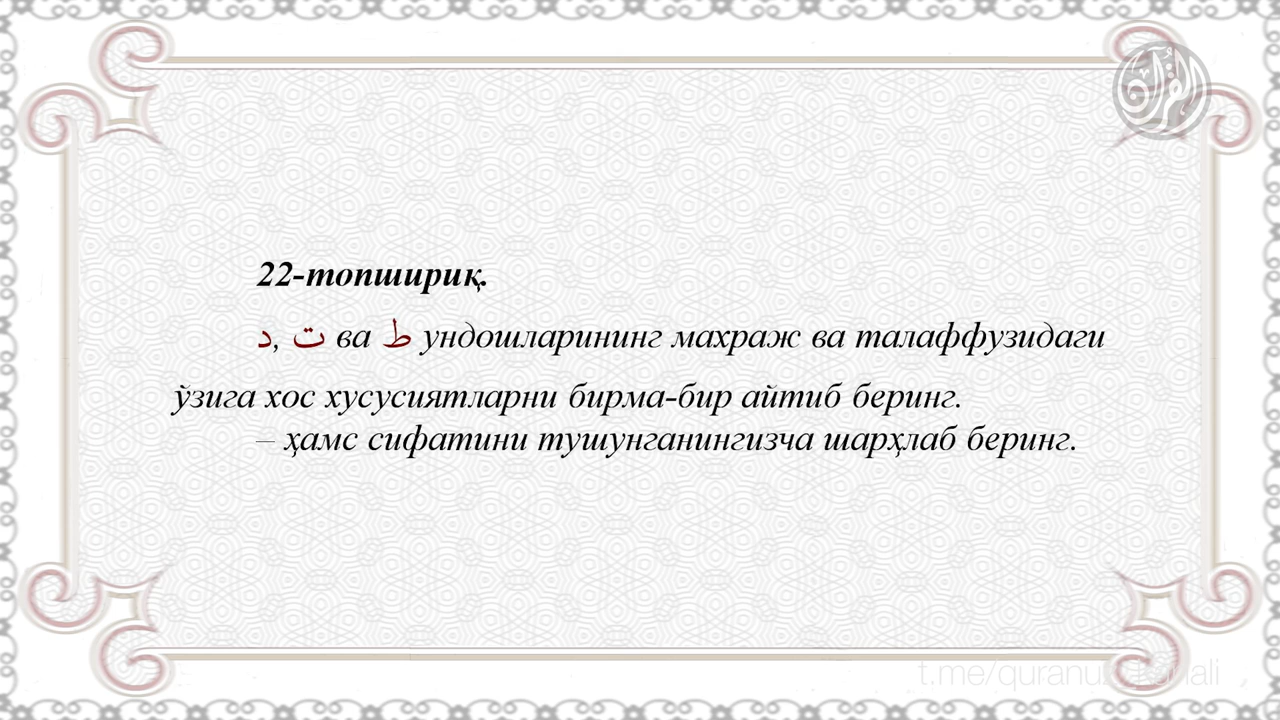 القرآن
22-топшириқ.
د, ت ва ط ундошларининг махраж ва талаффузидаги
ўзига хос хусусиятларни бирма-бир айтиб беринг.
– ҳамс сифатини тушунганингизча шарҳлаб беринг.